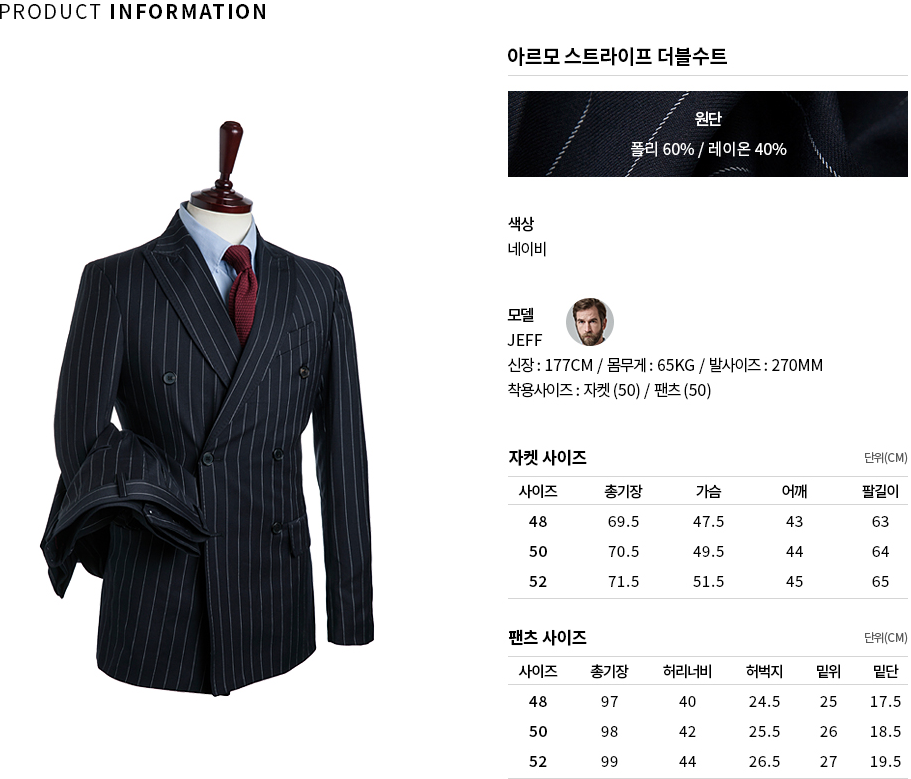 PRODUCT INFORMATION
아르모 스트라이프 더블수트
원단
폴리 60% / 레이온 40%
색상
네이비
모델
JEFF
신장 : 177CM / 몸무게 : 65KG / 발사이즈 : 270MM
착용사이즈 : 자켓 (50) / 팬츠 (50)
자켓 사이즈 단위(CM)
사이즈 총기장 가슴 어깨 팔길이
48 69.5 47.5 43 63
50 70.5 49.5 44 64
52 71.5 51.5 45 65
팬츠 사이즈 단위(CM)
사이즈 총기장 허리너비 허벅지 밑위 밑단
48 97 40 24.5 25 17.5
50 98 42 25.5 26 18.5
52 99 44 26.5 27 19.5